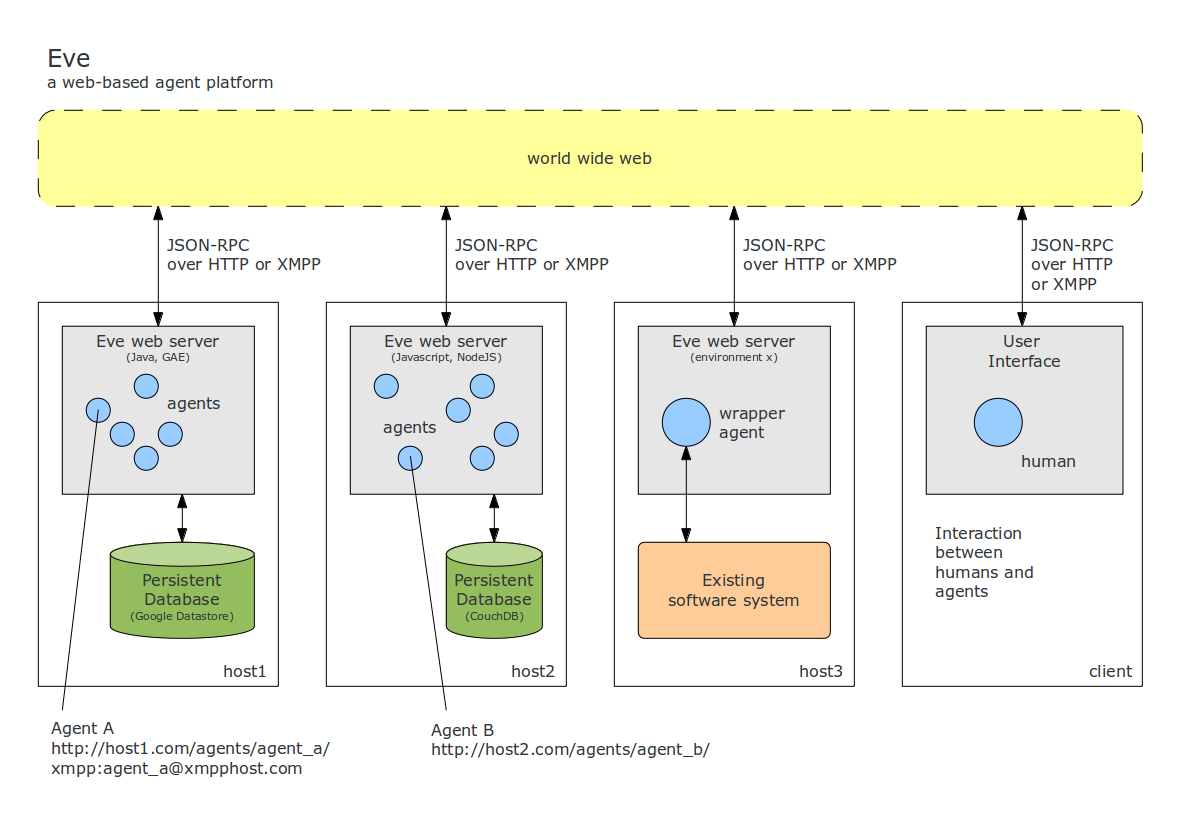 Eve
a web-based agent platform
world wide web
JSON-RPC
over HTTP or XMPP
JSON-RPC
over HTTP or XMPP
JSON-RPC
over HTTP or XMPP
JSON-RPC
over HTTP
or XMPP
Eve web server
(Java, GAE)
agents
Persistent
Database
(Google Datastore)
host1
Eve web server
(Javascript, NodeJS)
agents
Persistent
Database
(CouchDB)
host2
Eve web server
(environment x)
wrapper
agent
Existing
software system
host3
User
Interface
human
Interaction
between
humans and
agents
client
Agent A
http://host1.com/agents/agent_a/
xmpp:agent_a@xmpphost.com
Agent B
http://host2.com/agents/agent_b/